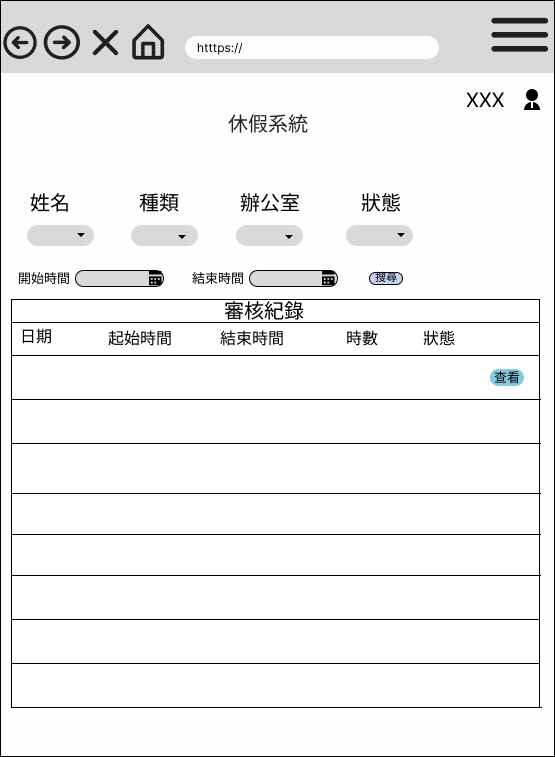 htttps://
XXX
休假系統
姓名 種類 辦公室 狀態
開始時間 結束時間 搜尋
審核紀錄
日期 起始時間 結束時間 時數 狀態
查看